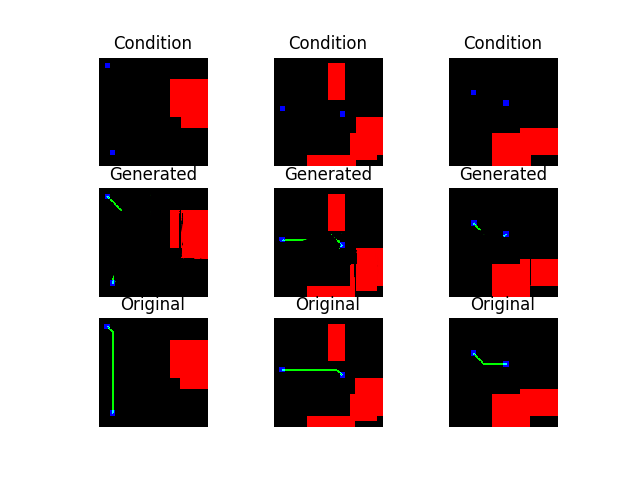 Condition Condition Condition
Generated Generated Generated
Original Original Original